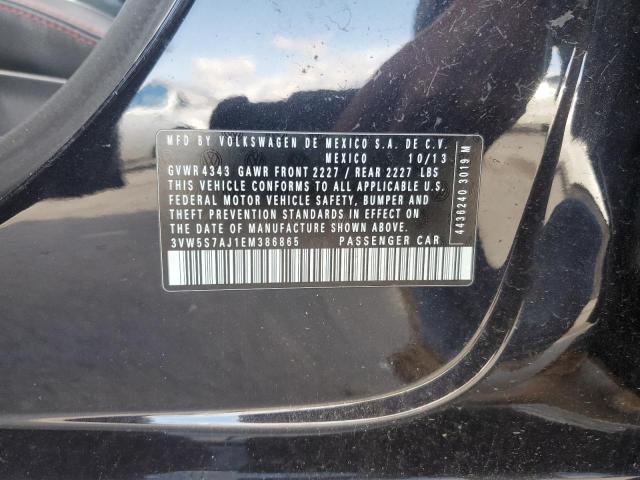 MFD BY VOLKSWAGEN DE MEXICO S.A. DE C.V.
MEXICO 10/13
GVWR 4343 GAWR FRONT 2227 / REAR 2227 LBS
THIS VEHICLE CONFORMS TO ALL APPLICABLE U.S.
FEDERAL MOTOR VEHICLE SAFETY, BUMPER AND
THEFT PREVENTION STANDARDS IN EFFECT ON
THE DATE OF MANUFACTURE SHOWN ABOVE.
3VW5S7AJ1EM386865 PASSENGER CAR
4436240 3019 M